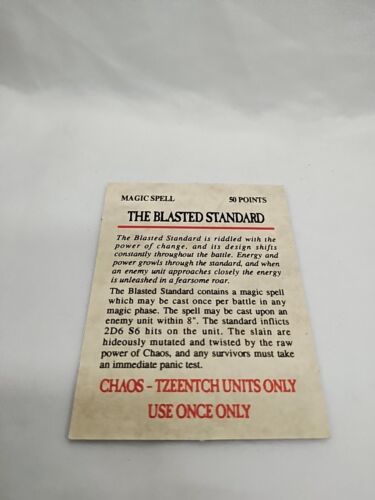 MAGIC SPELL 50 POINTS
THE BLASTED STANDARD
The Blasted Standard is riddled with the
power of change, and its design shifts
constantly throughout the battle. Energy and
power growls through the standard, and when
an enemy unit approaches closely the energy
is unleashed in a fearsome roar.
The Blasted Standard contains a magic spell
which may be cast once per battle in any
magic phase. The spell may be cast upon an
enemy unit within 8". The standard inflicts
2D6 S6 hits on the unit. The slain are
hideously mutated and twisted by the raw
power of Chaos, and any survivors must take
an immediate panic test.
CHAOS - TZEENTCH UNITS ONLY
USE ONCE ONLY